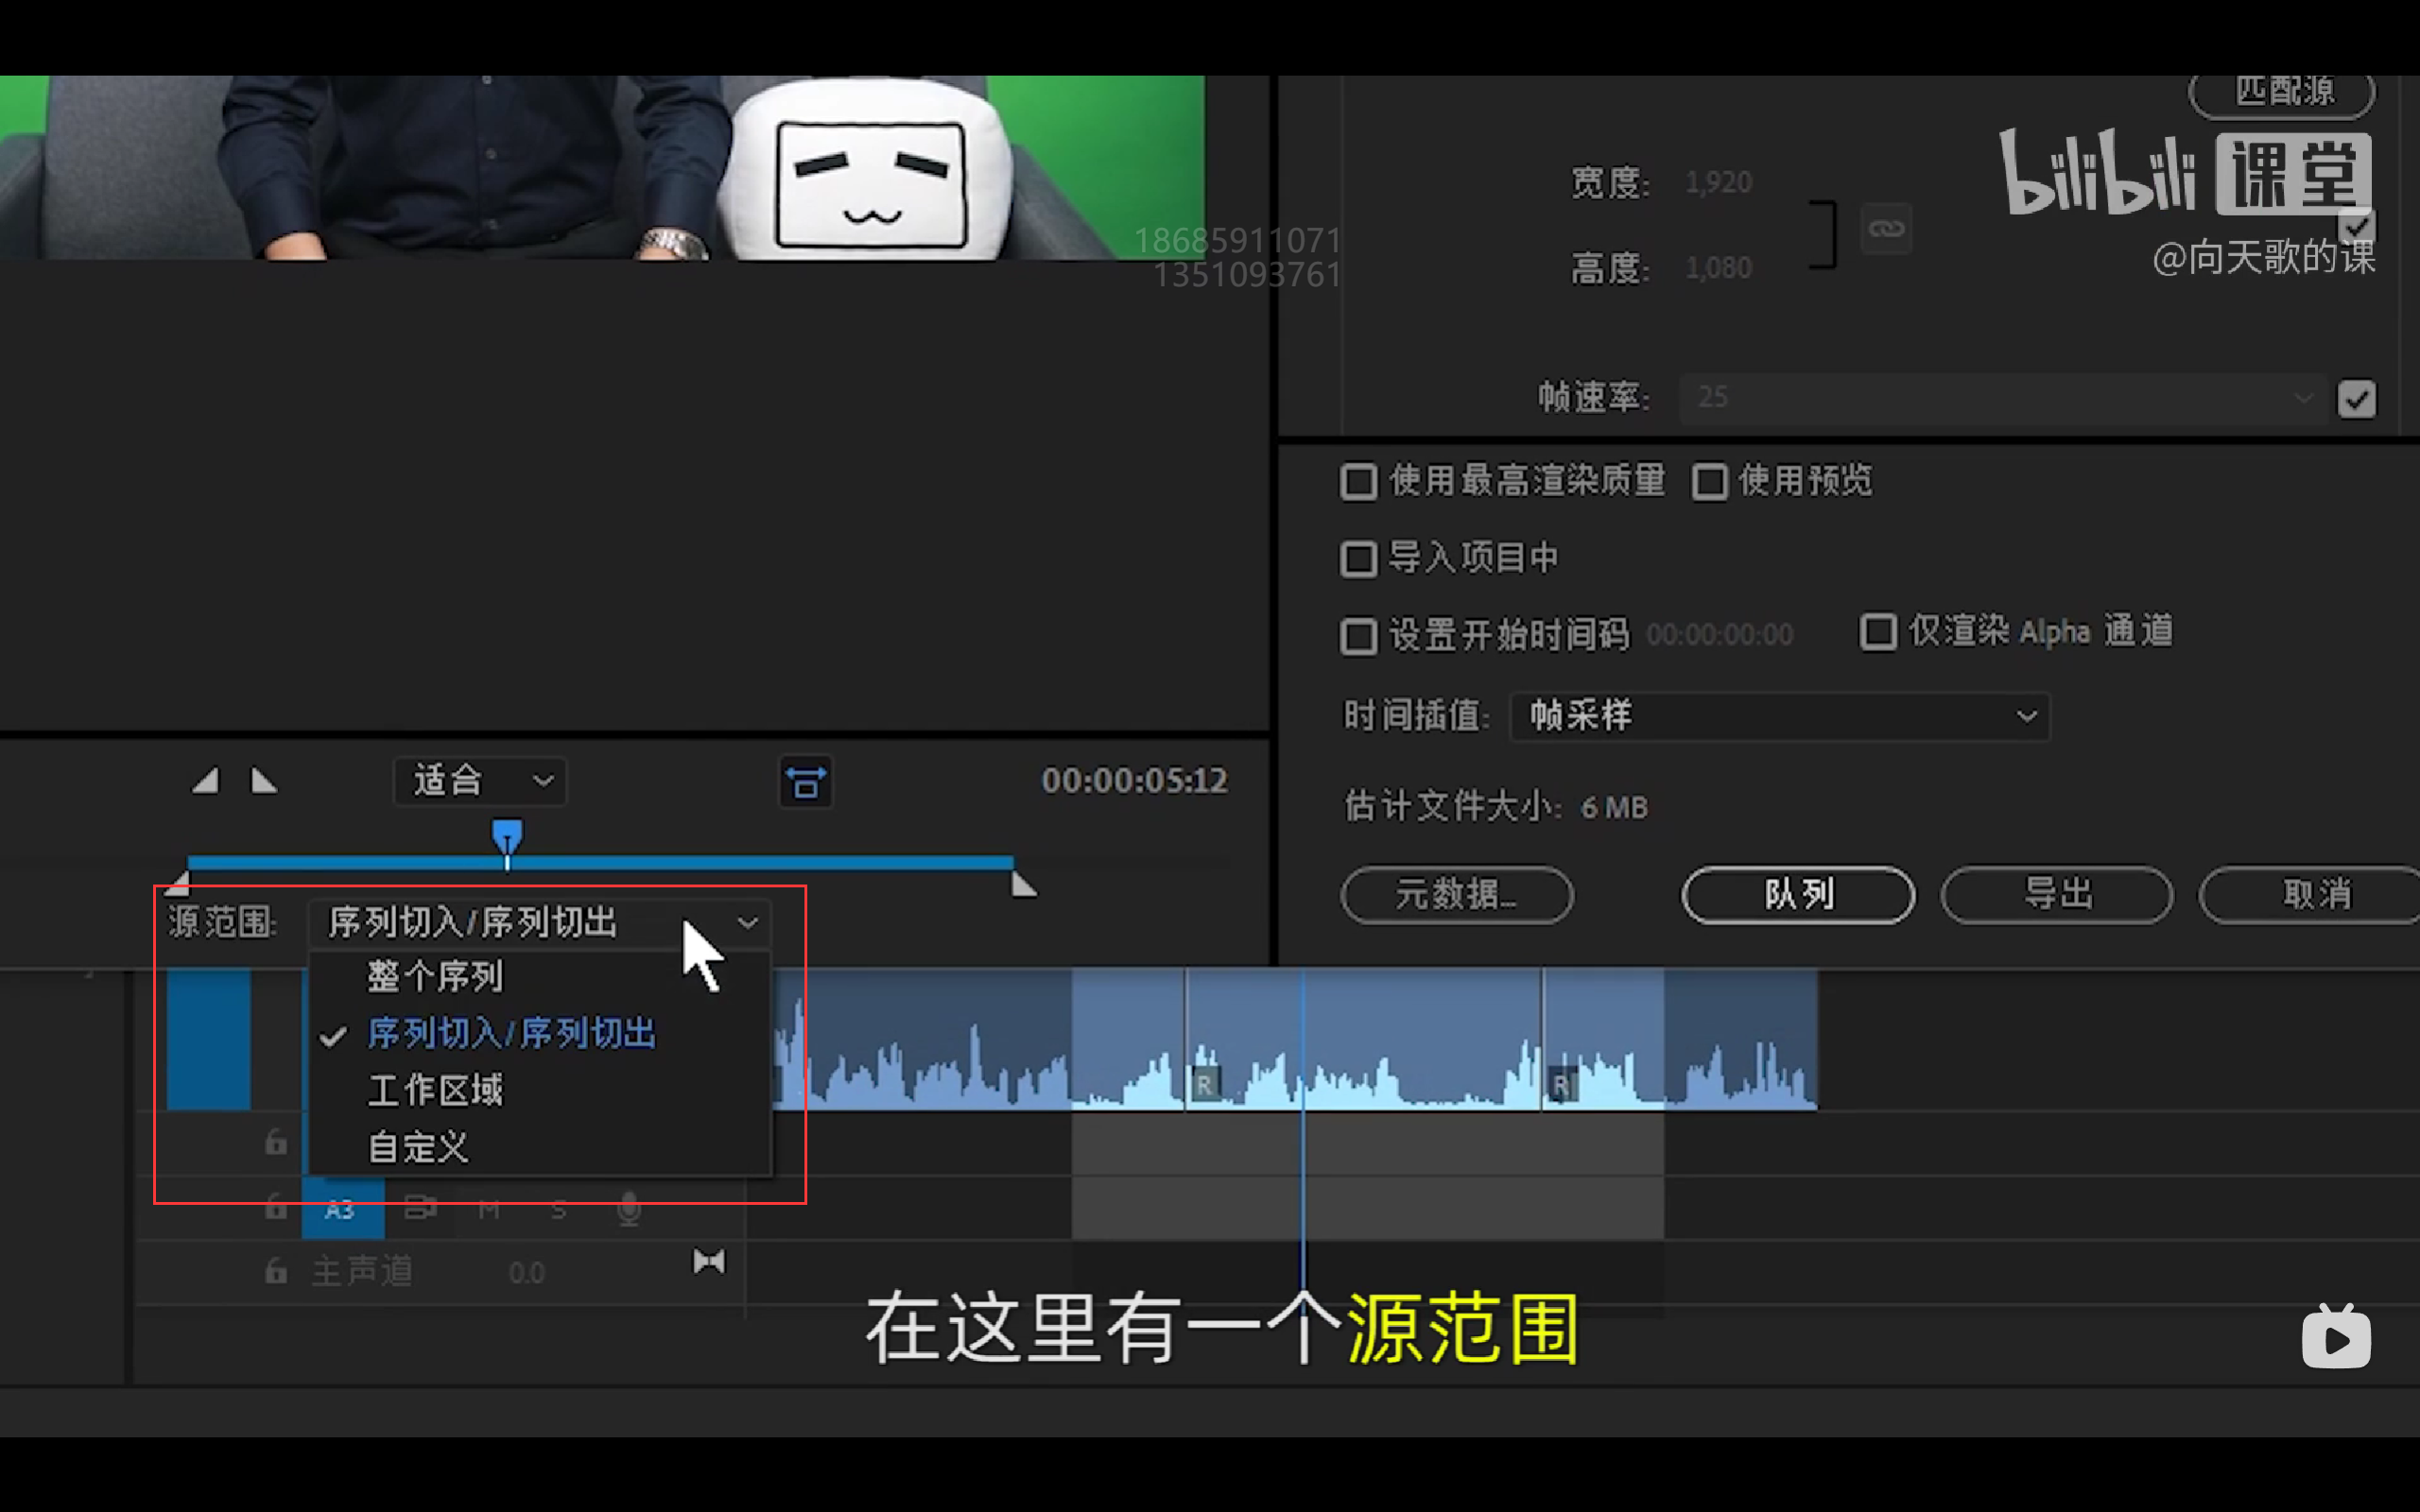 匹配源
bilibili 课堂
宽度: 1,920
18685911071
@向天歌的课
高度: 1,080
1351093761
帧速率: 25
使用最高渲染质量 使用预览
导入项目中
设置开始时间码 00:00:00:00 仅渲染 Alpha 通道
时间插值: 帧采样
适合 00:00:05:12
估计文件大小: 6 MB
元数据... 队列 导出 取消
源范围: 序列切入/序列切出
整个序列
序列切入/序列切出
工作区域
自定义
R R
A3 M S
主声道 0.0
在这里有一个源范围